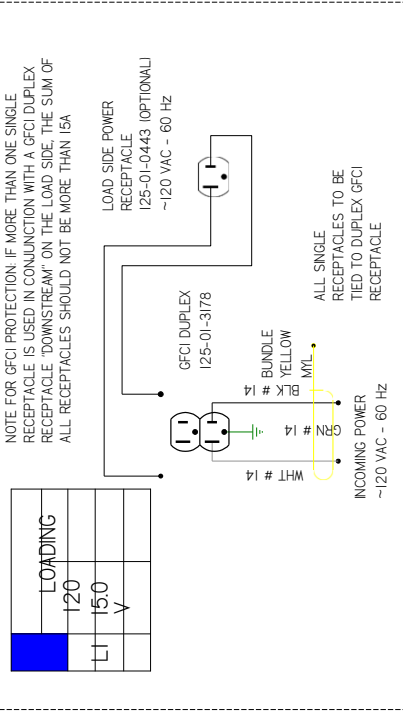 NOTE FOR GFCI PROTECTION: IF MORE THAN ONE SINGLE
RECEPTACLE IS USED IN CONJUNCTION WITH A GFCI DUPLEX
RECEPTACLE "DOWNSTREAM" ON THE LOAD SIDE, THE SUM OF
ALL RECEPTACLES SHOULD NOT BE MORE THAN 15A
LOADING
120
L1 15.0
V
LOAD SIDE POWER
RECEPTACLE
125-01-0443 (OPTIONAL)
~120 VAC - 60 Hz
GFCI DUPLEX
125-01-3178
BUNDLE
YELLOW
MYL
WHT # 14
GRN # 14
BLK # 14
INCOMING POWER
~120 VAC - 60 Hz
ALL SINGLE
RECEPTACLES TO BE
TIED TO DUPLEX GFCI
RECEPTACLE